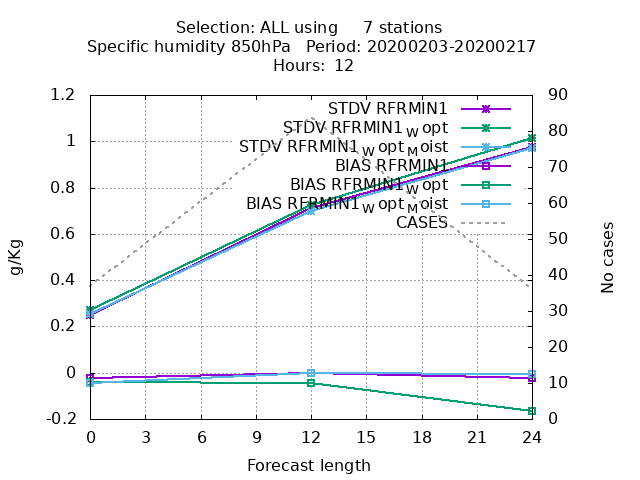 Selection: ALL using 7 stations
Specific humidity 850hPa Period: 20200203-20200217
Hours: 12
1.2
1
0.8
0.6
0.4
0.2
0
-0.2
g/Kg
STDV RFRMIN1
STDV RFRMIN1_W opt
STDV RFRMIN1_W opt_M oist
BIAS RFRMIN1
BIAS RFRMIN1_W opt
BIAS RFRMIN1_W opt_M oist
CASES
90
80
70
60
50
40
30
20
10
0
No cases
0 3 6 9 12 15 18 21 24
Forecast length